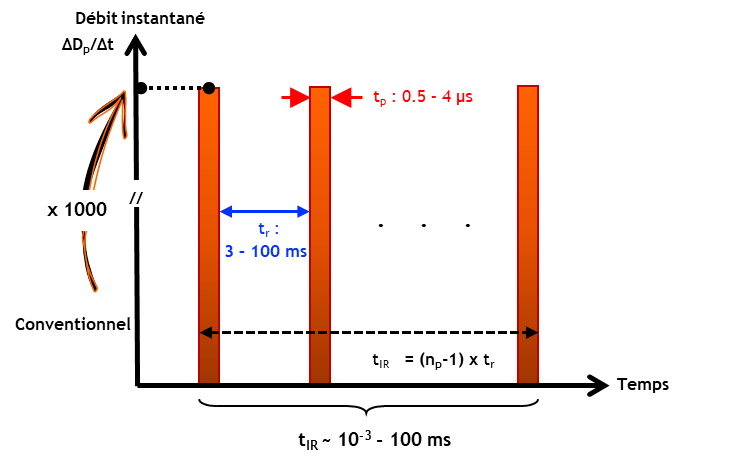 Débit instantané
ΔDp/Δt
tp : 0.5 - 4 µs
x 1000
//
tr :
3 - 100 ms
. . .
Conventionnel
tIR = (np-1) x tr
Temps
tIR ~ 10-3 - 100 ms